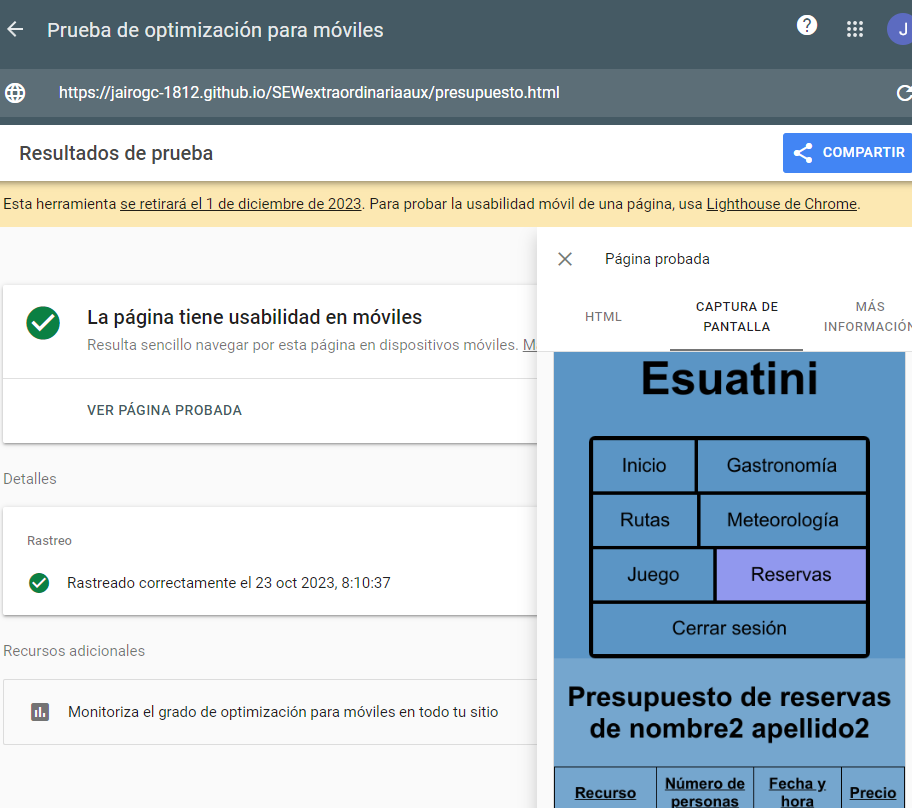 Prueba de optimización para móviles
J
https://jairogc-1812.github.io/SEWextraordinariaaux/presupuesto.html
Resultados de prueba
COMPARTIR
Esta herramienta se retirará el 1 de diciembre de 2023. Para probar la usabilidad móvil de una página, usa Lighthouse de Chrome.
La página tiene usabilidad en móviles
Resulta sencillo navegar por esta página en dispositivos móviles.
VER PÁGINA PROBADA
Detalles
Rastreo
Rastreado correctamente el 23 oct 2023, 8:10:37
Recursos adicionales
Monitoriza el grado de optimización para móviles en todo tu sitio
Página probada
HTML
CAPTURA DE
PANTALLA
MÁS
INFORMACIÓN
Esuatini
Inicio Gastronomía
Rutas Meteorología
Juego Reservas
Cerrar sesión
Presupuesto de reservas
de nombre2 apellido2
Recurso
Número de
personas
Fecha y
hora
Precio